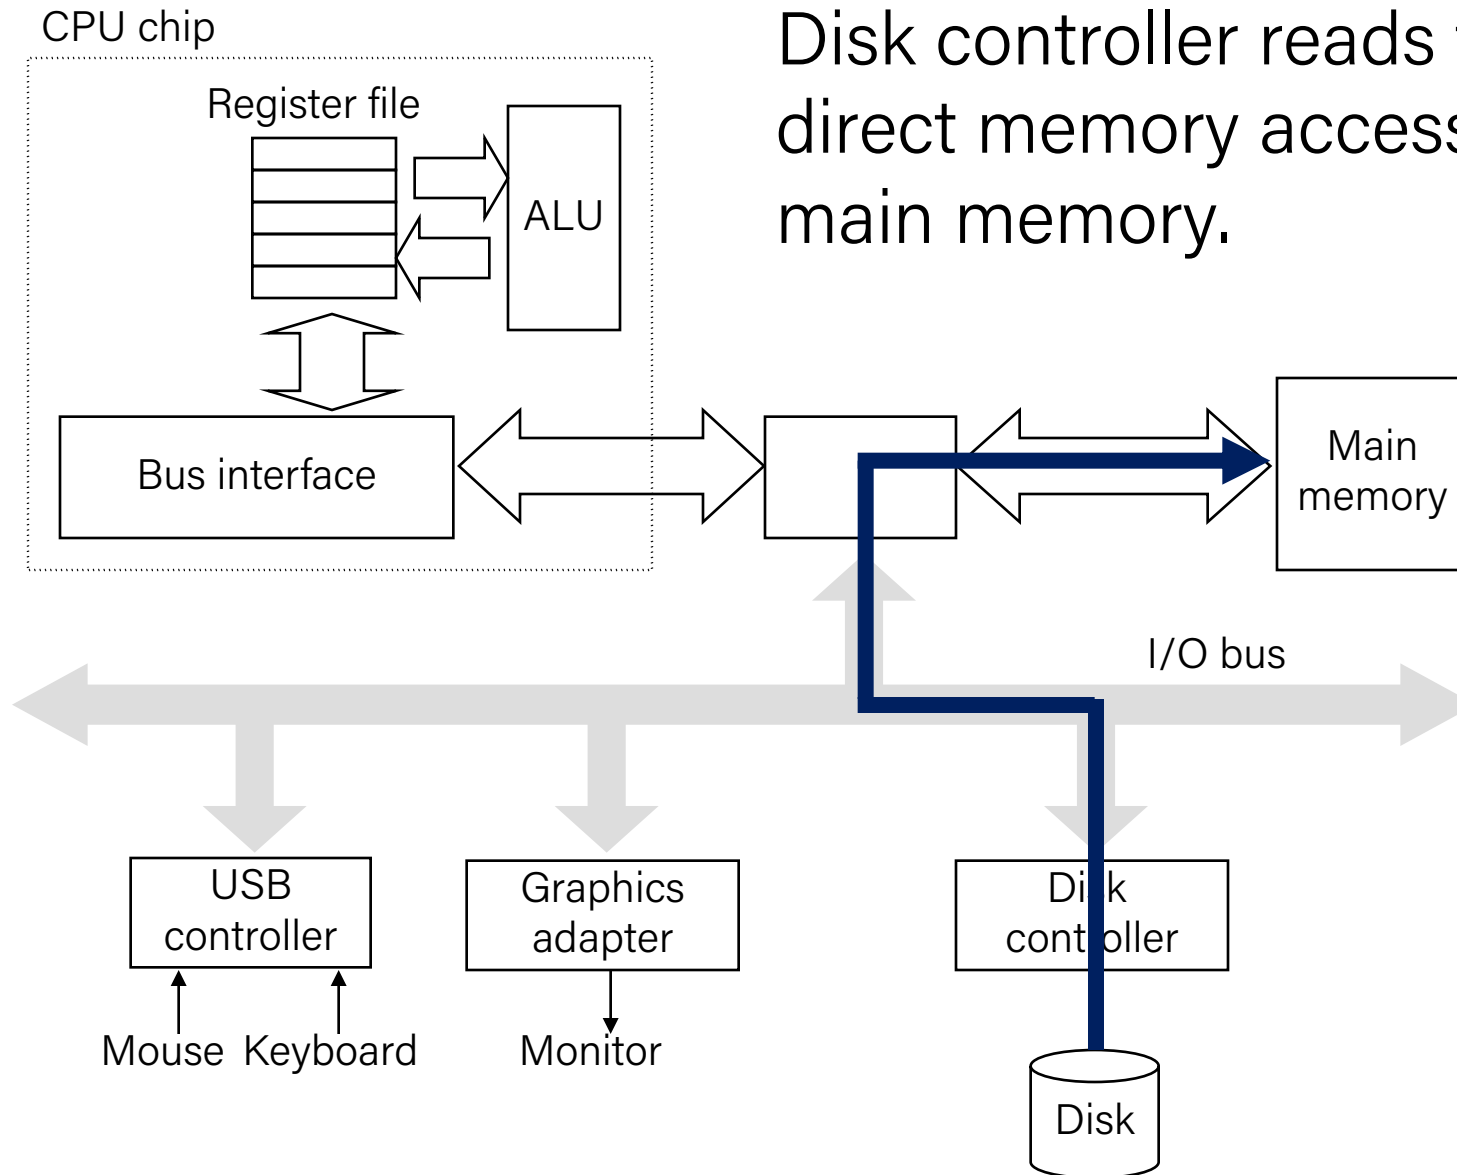 CPU chip
Disk controller reads
direct memory access
main memory.
Register file
ALU
Bus interface
Main
memory
I/O bus
USB
controller
Graphics
adapter
Disk
controller
Mouse Keyboard
Monitor
Disk